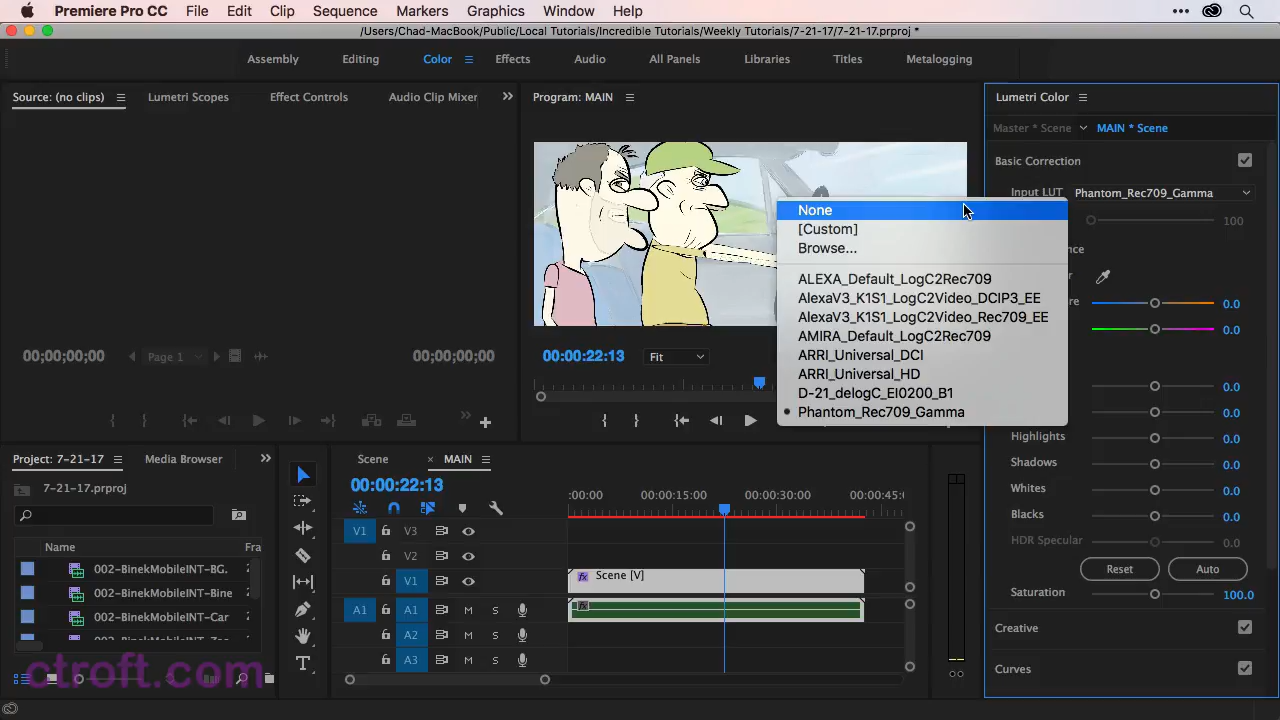 Premiere Pro CC File Edit Clip Sequence Markers Graphics Window Help
/Users/Chad-MacBook/Public/Local Tutorials/Incredible Tutorials/Weekly Tutorials/7-21-17/7-21-17.prproj *
Assembly Editing Color Effects Audio All Panels Libraries Titles Metalogging
Source: (no clips) Lumetri Scopes Effect Controls Audio Clip Mixer
Program: MAIN
Lumetri Color
Master * Scene MAIN * Scene
Basic Correction
Input LUT Phantom_Rec709_Gamma
100
None
[Custom]
Browse...
ALEXA_Default_LogC2Rec709
AlexaV3_K1S1_LogC2Video_DCIP3_EE
AlexaV3_K1S1_LogC2Video_Rec709_EE
AMIRA_Default_LogC2Rec709
ARRI_Universal_DCI
ARRI_Universal_HD
D-21_delogC_EI0200_B1
Phantom_Rec709_Gamma
0.0
0.0
0.0
0.0
Highlights 0.0
Shadows 0.0
Whites 0.0
Blacks 0.0
HDR Specular 0.0
Reset Auto
Saturation 100.0
Creative
Curves
00;00;00;00 Page 1 00;00;00;00
00:00:22:13 Fit
Project: 7-21-17 Media Browser
7-21-17.prproj
Name Fra
002-BinekMobileINT-BG.
002-BinekMobileINT-Bine
002-BinekMobileINT-Car
Scene MAIN
00:00:22:13
:00:00 00:00:15:00 00:00:30:00 00:00:45:0
V1 V3
V2
V1 fx Scene [V]
A1 A1 M S fx
A2 M S
A3 M S
ctroft.com